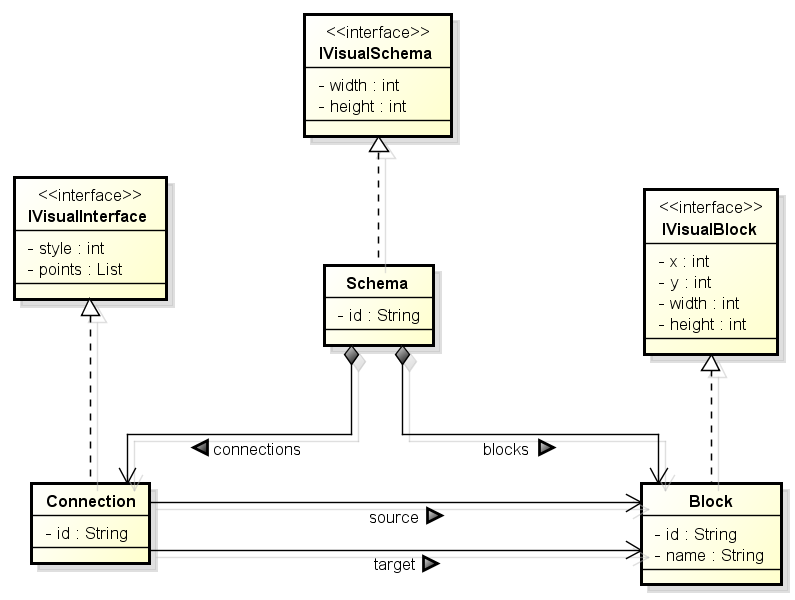 <<interface>>
IVisualSchema
- width : int
- height : int
<<interface>>
IVisualInterface
- style : int
- points : List
<<interface>>
IVisualBlock
- x : int
- y : int
- width : int
- height : int
Schema
- id : String
connections
blocks
Connection
- id : String
source
target
Block
- id : String
- name : String